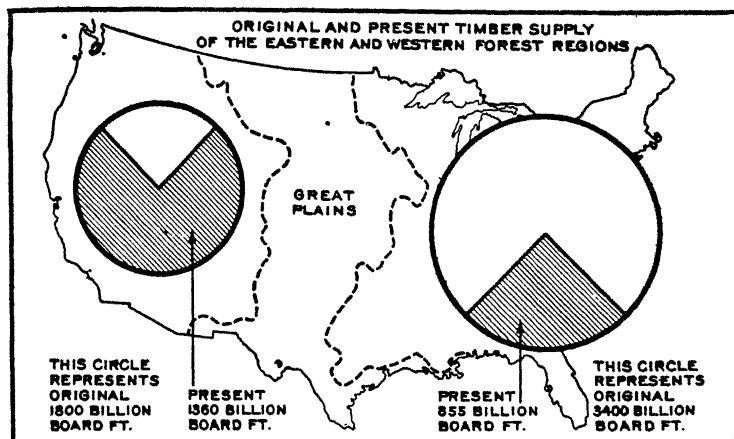 ORIGINAL AND PRESENT TIMBER SUPPLY
OF THE EASTERN AND WESTERN FOREST REGIONS
GREAT
PLAINS
THIS CIRCLE
REPRESENTS
ORIGINAL
1800 BILLION
BOARD FT.
PRESENT
1360 BILLION
BOARD FT.
PRESENT
855 BILLION
BOARD FT.
THIS CIRCLE
REPRESENTS
ORIGINAL
3400 BILLION
BOARD FT.